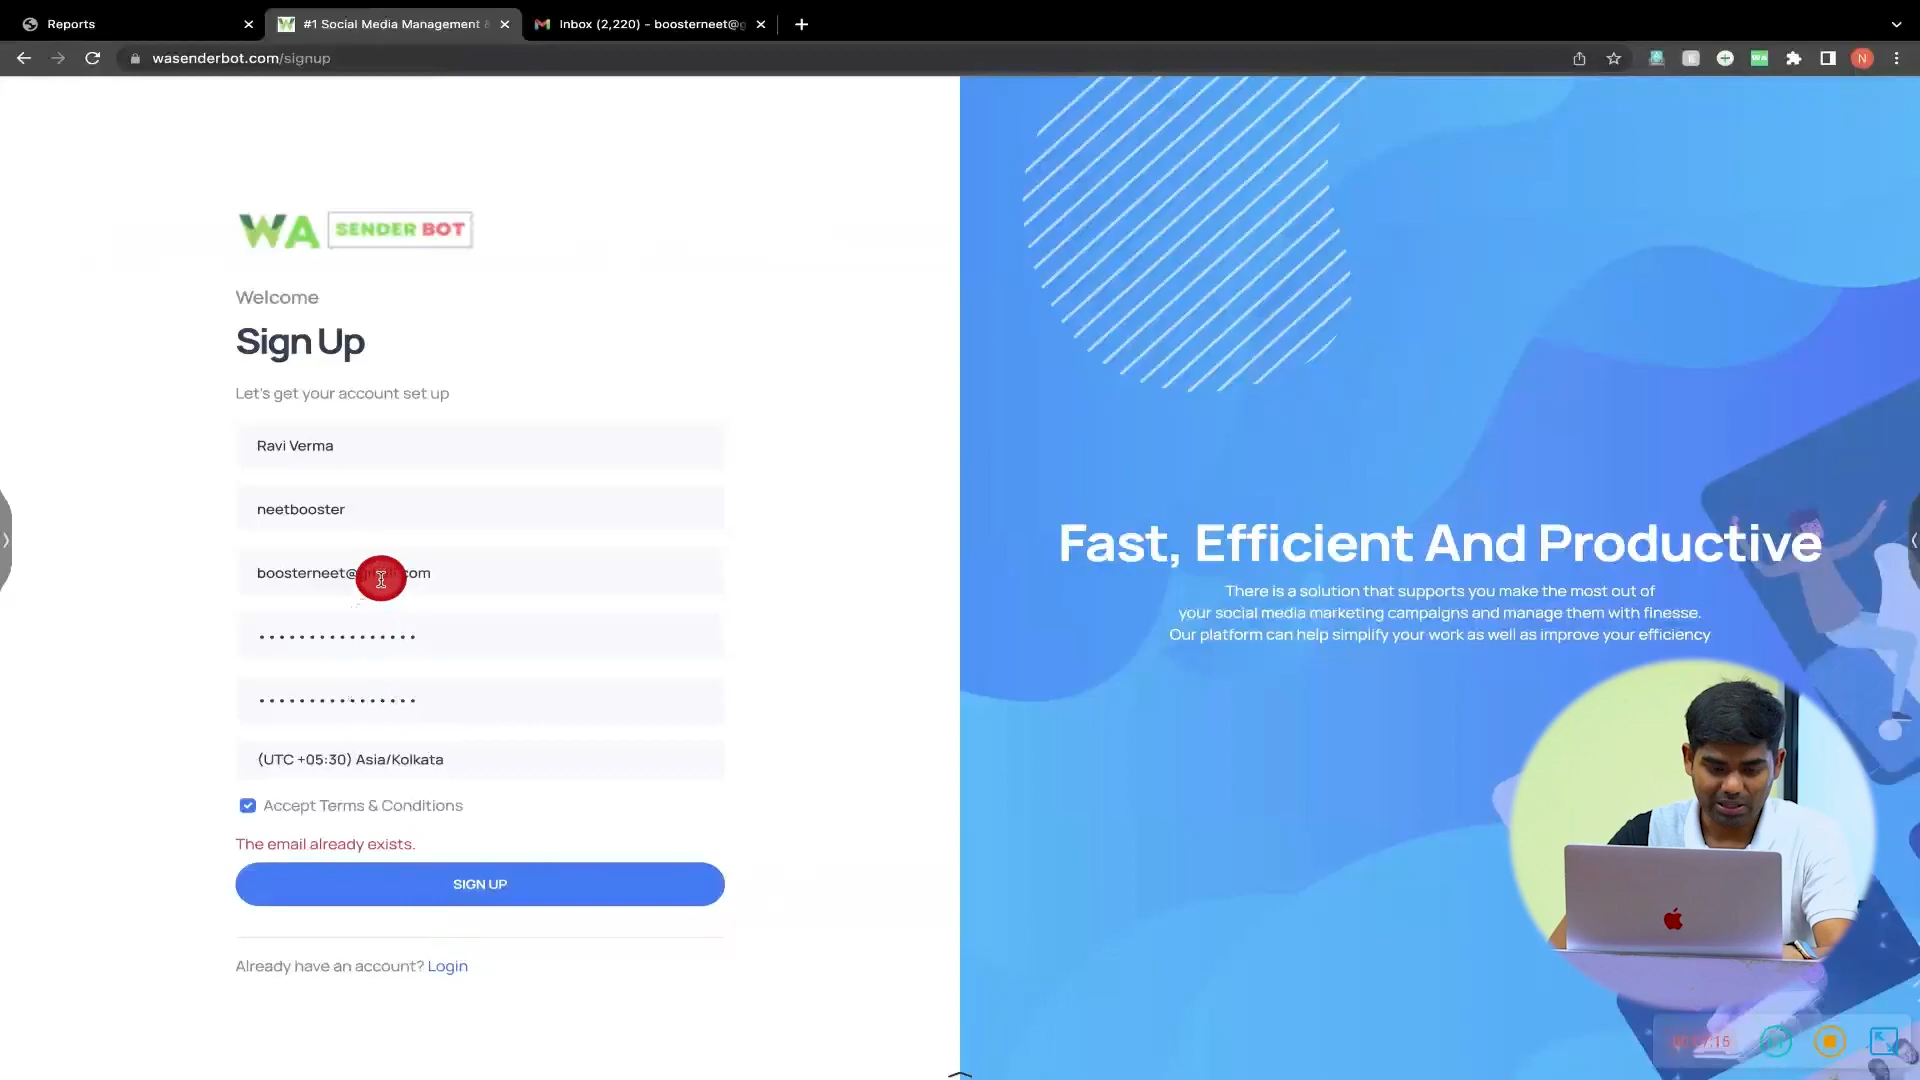 Reports
#1 Social Media Management &
Inbox (2,220) - boosterneet@g
wasenderbot.com/signup
N
WA SENDER BOT
Welcome
Sign Up
Let's get your account set up
Ravi Verma
neetbooster
boosterneet@ com
(UTC +05:30) Asia/Kolkata
Accept Terms & Conditions
The email already exists.
SIGN UP
Already have an account? Login
Fast, Efficient And Productive
There is a solution that supports you make the most out of
your social media marketing campaigns and manage them with finesse.
Our platform can help simplify your work as well as improve your efficiency